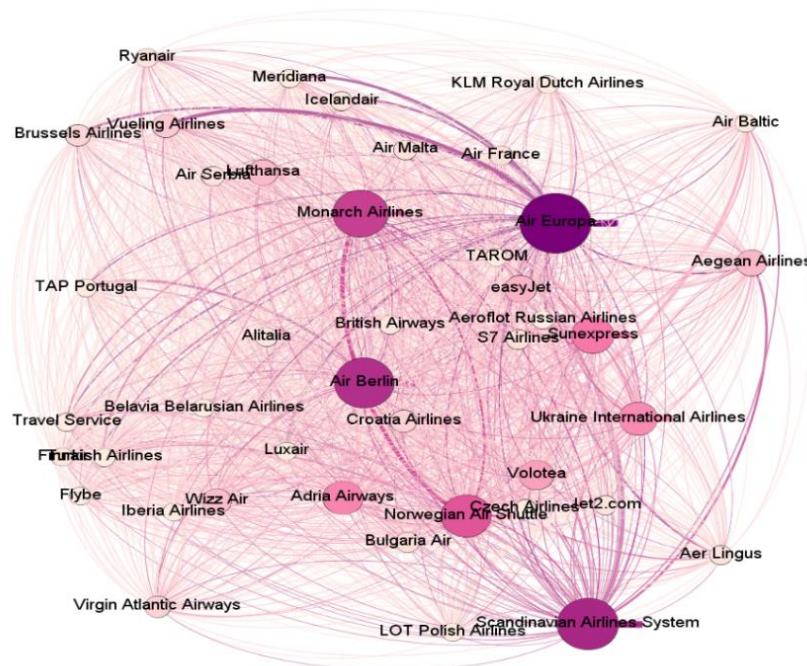 Ryanair
Meridiana
KLM Royal Dutch Airlines
Icelandair
Air Baltic
Vueling Airlines
Brussels Airlines
Air Malta
Air France
Air Serbia
Lufthansa
Monarch Airlines
Air Europa
TAROM
Aegean Airlines
TAP Portugal
easyJet
Aeroflot Russian Airlines
British Airways
Sunexpress
Alitalia
S7 Airlines
Air Berlin
Belavia Belarusian Airlines
Travel Service
Croatia Airlines
Ukraine International Airlines
Luxair
Turkish Airlines
Volotea
Flybe
Wizz Air
Adria Airways
Iberia Airlines
Czech Airlines
Jet2.com
Norwegian Air Shuttle
Bulgaria Air
Aer Lingus
Virgin Atlantic Airways
Scandinavian Airlines System
LOT Polish Airlines